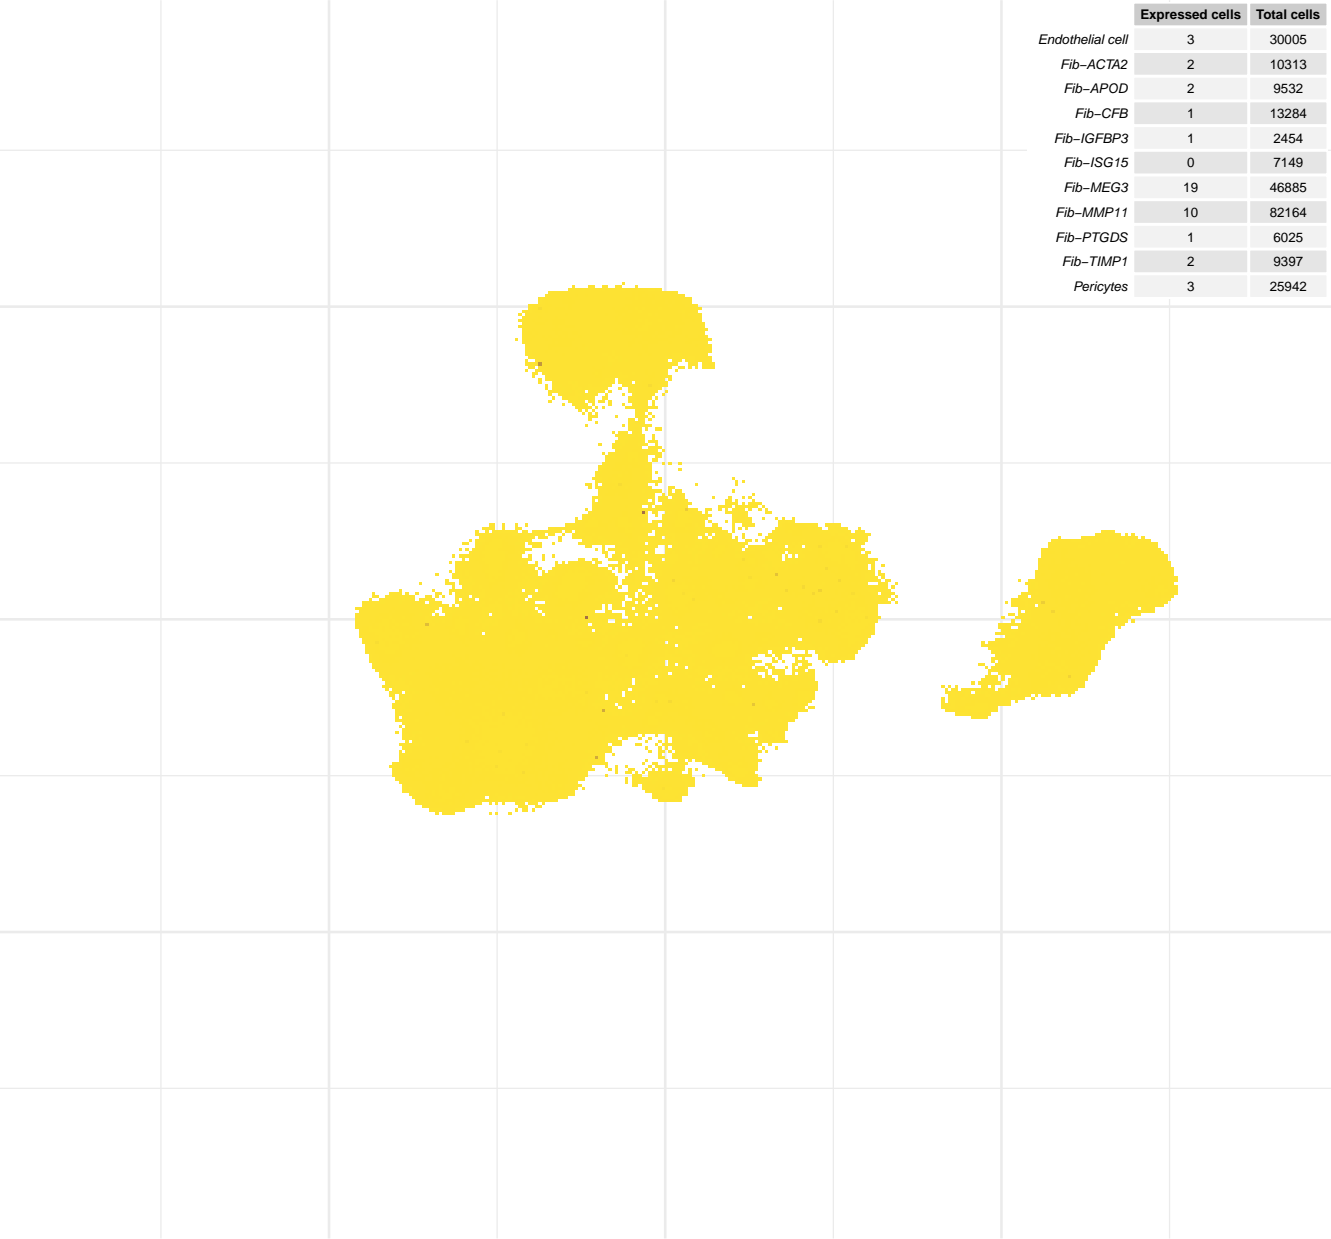 Expressed cells Total cells
Endothelial cell 3 30005
Fib−ACTA2 2 10313
Fib−APOD 2 9532
Fib−CFB 1 13284
Fib−IGFBP3 1 2454
Fib−ISG15 0 7149
Fib−MEG3 19 46885
Fib−MMP11 10 82164
Fib−PTGDS 1 6025
Fib−TIMP1 2 9397
Pericytes 3 25942